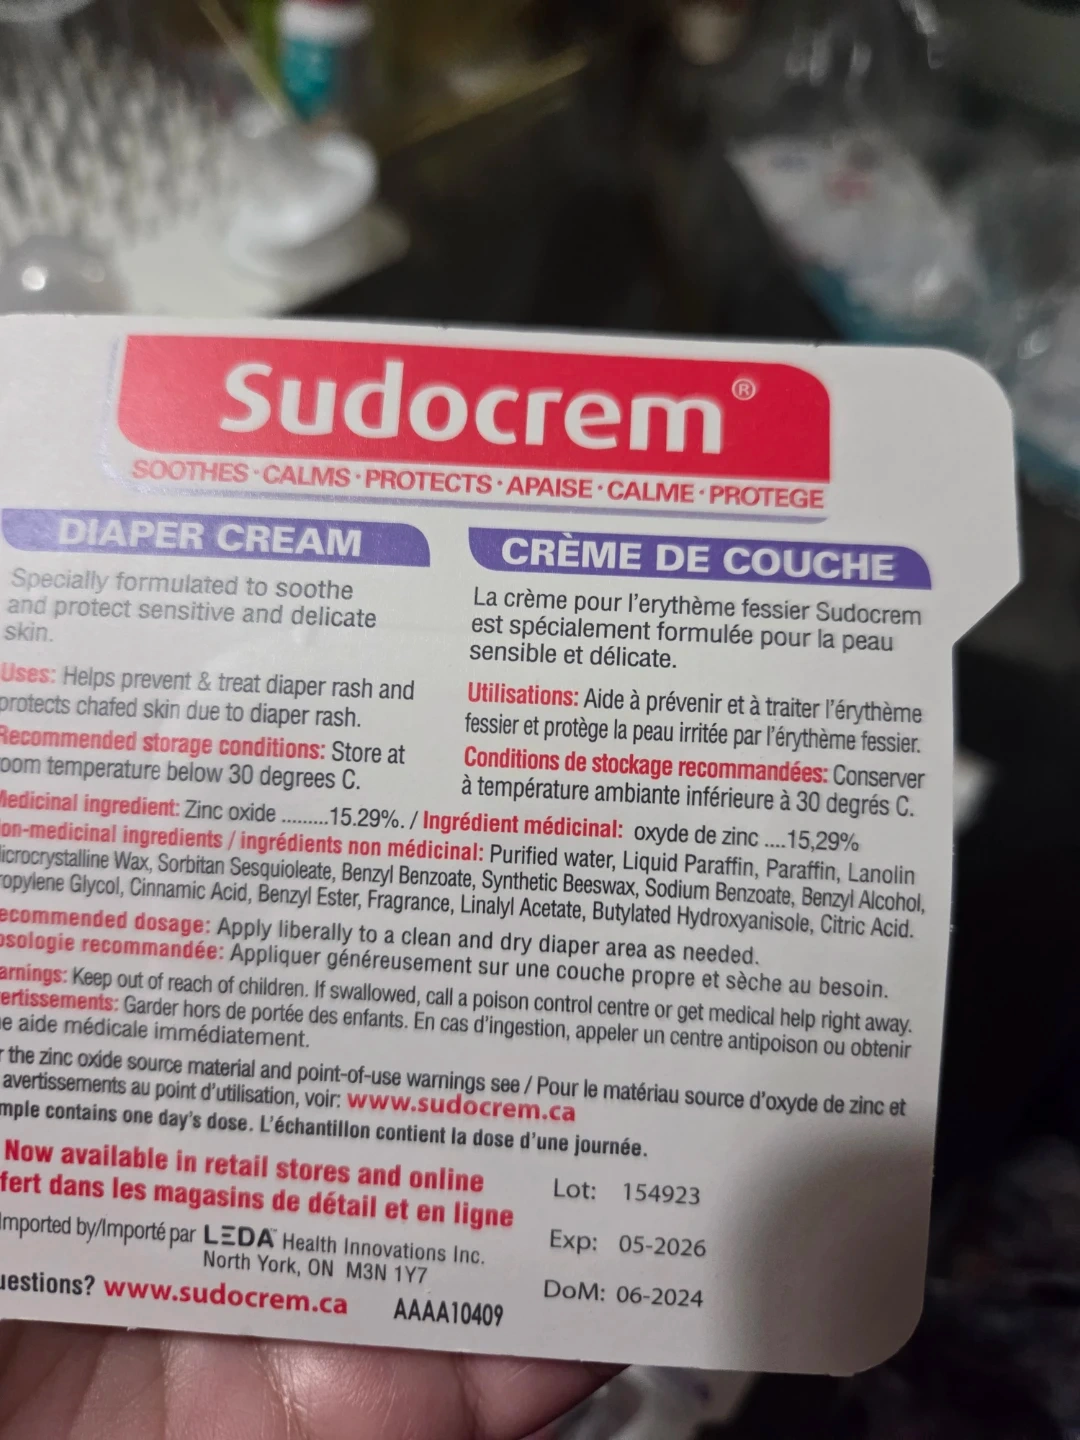 Sudocrem®
SOOTHES · CALMS · PROTECTS · APAISE · CALME · PROTEGE
DIAPER CREAM
Specially formulated to soothe
and protect sensitive and delicate
skin.
Uses: Helps prevent & treat diaper rash and
protects chafed skin due to diaper rash.
Recommended storage conditions: Store at
room temperature below 30 degrees C.
CRÈME DE COUCHE
La crème pour l'erythème fessier Sudocrem
est spécialement formulée pour la peau
sensible et délicate.
Utilisations: Aide à prévenir et à traiter l'érythème
fessier et protège la peau irritée par l'érythème fessier.
Conditions de stockage recommandées: Conserver
à température ambiante inférieure à 30 degrés C.
Medicinal ingredient: Zinc oxide .........15.29%. / Ingrédient médicinal: oxyde de zinc ....15,29%
on-medicinal ingredients / ingrédients non médicinal: Purified water, Liquid Paraffin, Paraffin, Lanolin
icrocrystalline Wax, Sorbitan Sesquioleate, Benzyl Benzoate, Synthetic Beeswax, Sodium Benzoate, Benzyl Alcohol,
ropylene Glycol, Cinnamic Acid, Benzyl Ester, Fragrance, Linalyl Acetate, Butylated Hydroxyanisole, Citric Acid.
ecommended dosage: Apply liberally to a clean and dry diaper area as needed.
osologie recommandée: Appliquer généreusement sur une couche propre et sèche au besoin.
arnings: Keep out of reach of children. If swallowed, call a poison control centre or get medical help right away.
ertissements: Garder hors de portée des enfants. En cas d'ingestion, appeler un centre antipoison ou obtenir
e aide médicale immédiatement.
r the zinc oxide source material and point-of-use warnings see / Pour le matériau source d'oxyde de zinc et
avertissements au point d'utilisation, voir: www.sudocrem.ca
mple contains one day's dose. L'échantillon contient la dose d'une journée.
Now available in retail stores and online
fert dans les magasins de détail et en ligne
Imported by/Importé par LEDA™ Health Innovations Inc.
North York, ON M3N 1Y7
uestions? www.sudocrem.ca AAAA10409
Lot: 154923
Exp: 05-2026
DoM: 06-2024